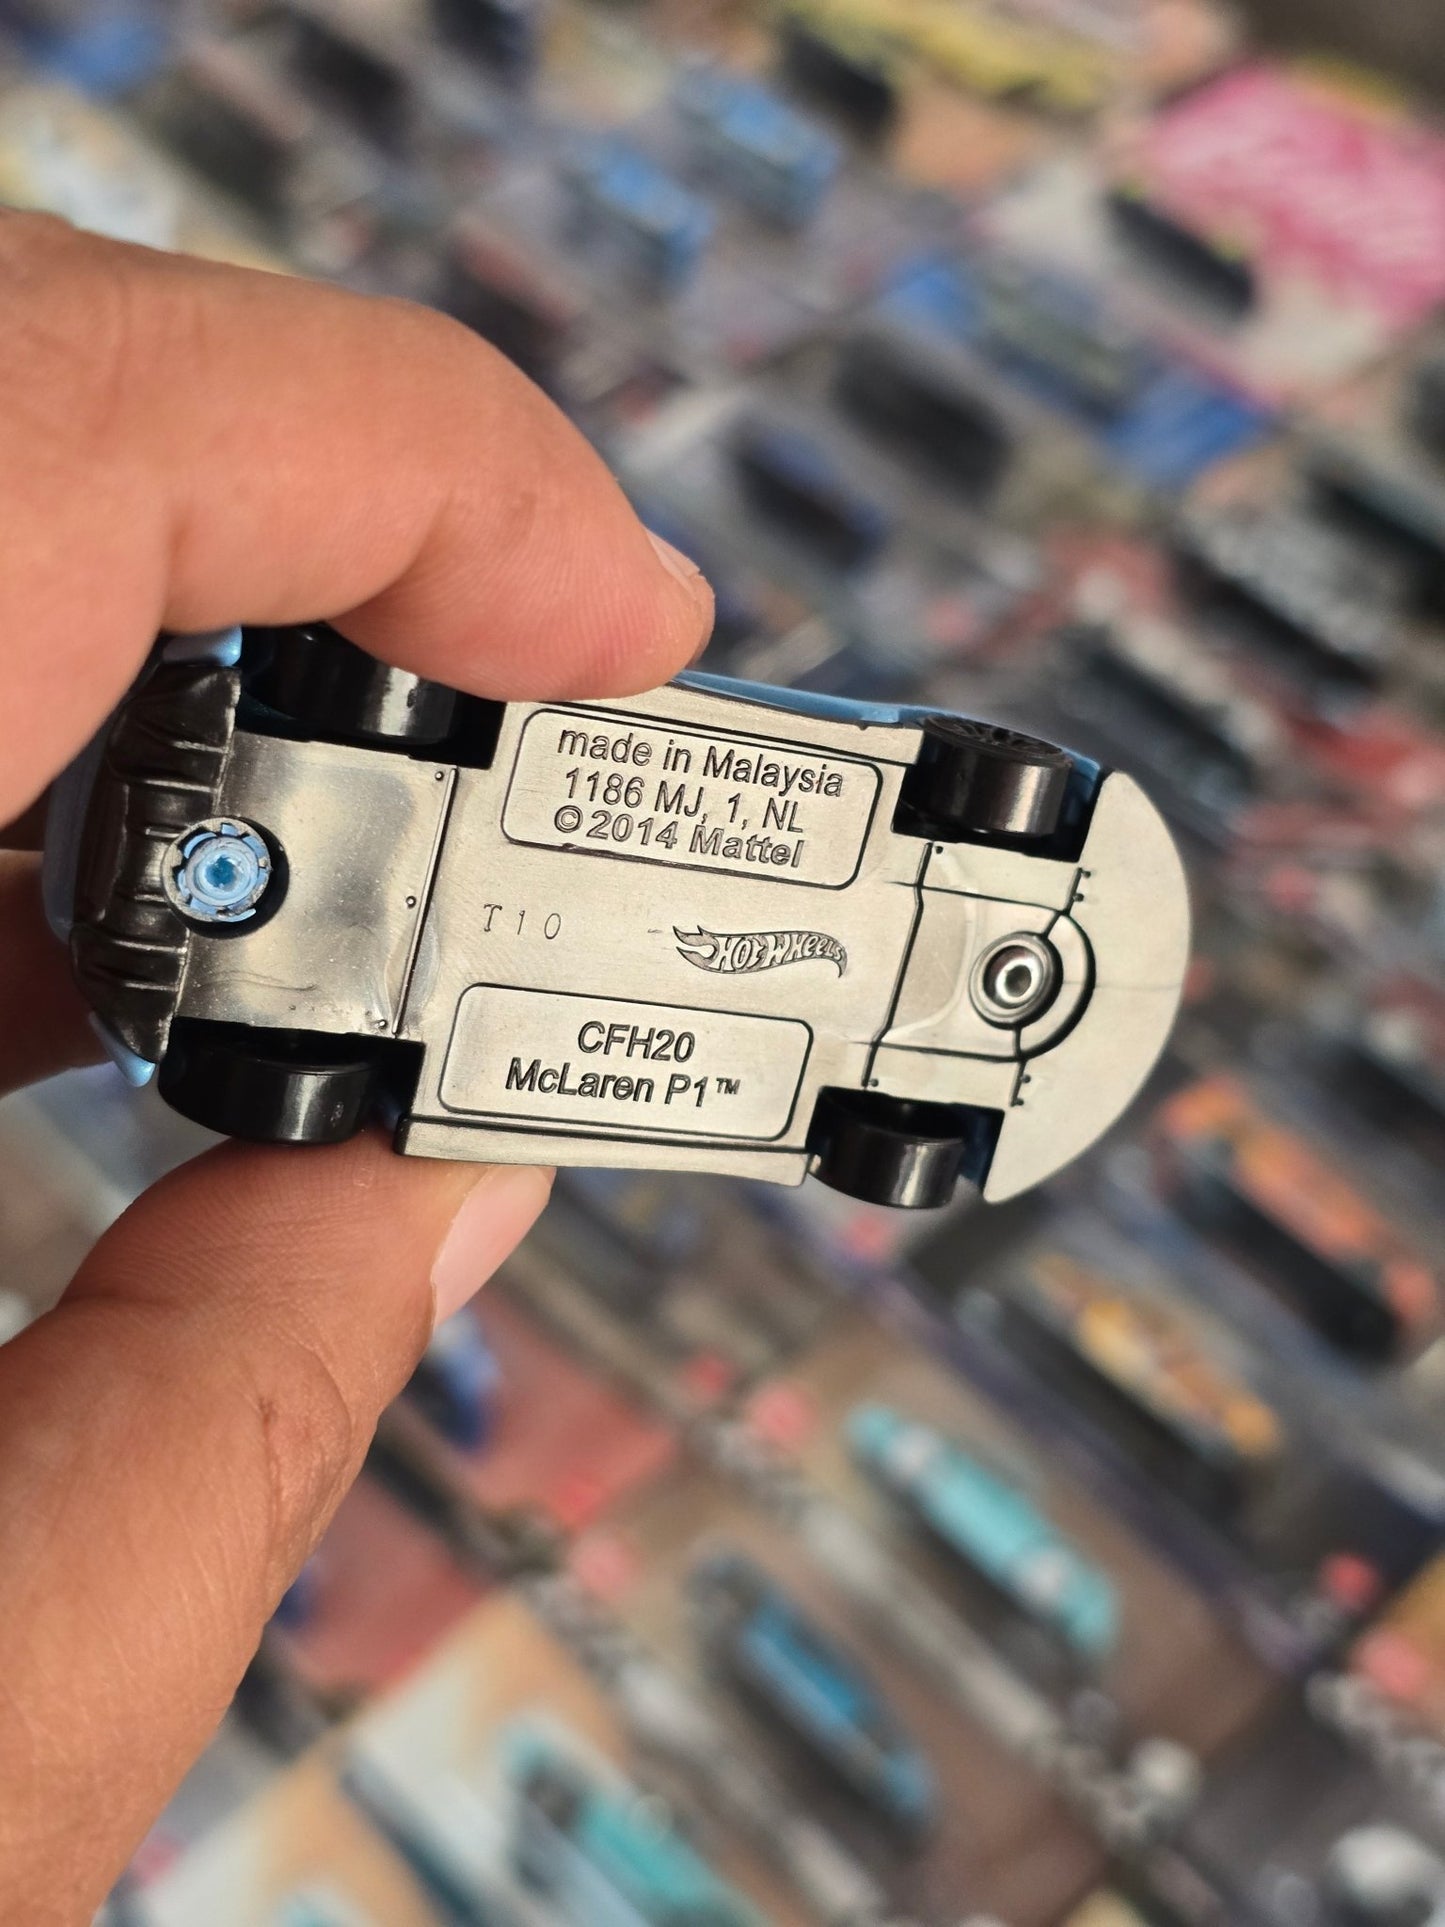 made in Malaysia
1186 MJ, 1, NL
©2014 Mattel
T10
HOT WHEELS
CFH20
McLaren P1™